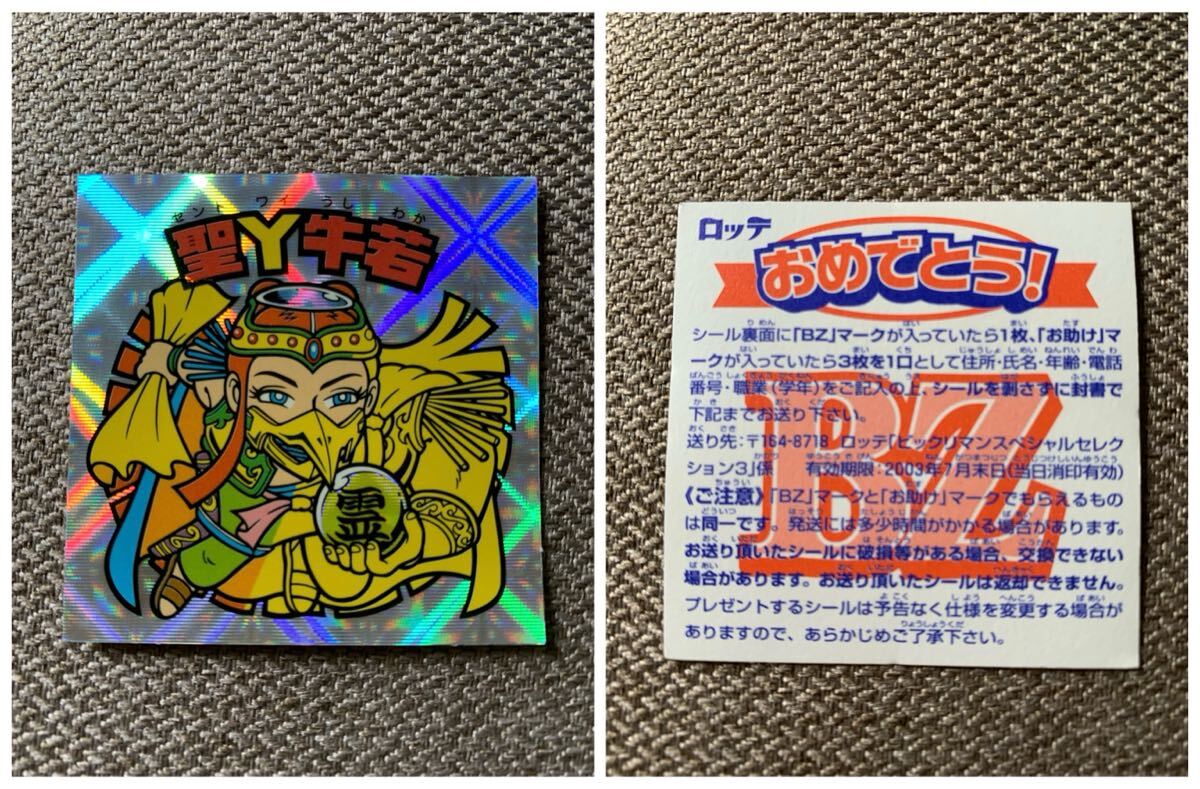 セント ワイ うし わか
聖Y牛若
霊
ロッテ
おめでとう!
シール裏面に「BZ」マークが入っていたら1枚、「お助け」マ
ークが入っていたら3枚を1口として住所・氏名・年齢・電話
番号・職業(学年)をご記入の上、シールを剥さずに封書で
下記までお送り下さい。
送り先:〒164-8718 ロッテ「ビックリマンスペシャルセレク
ション3」係 有効期限:2003年7月末日(当日消印有効)
《ご注意》「BZ」マークと「お助け」マークでもらえるもの
は同一です。発送には多少時間がかかる場合があります。
お送り頂いたシールに破損等がある場合、交換できない
場合があります。お送り頂いたシールは返却できません。
プレゼントするシールは予告なく仕様を変更する場合が
ありますので、あらかじめご了承下さい。
BZ